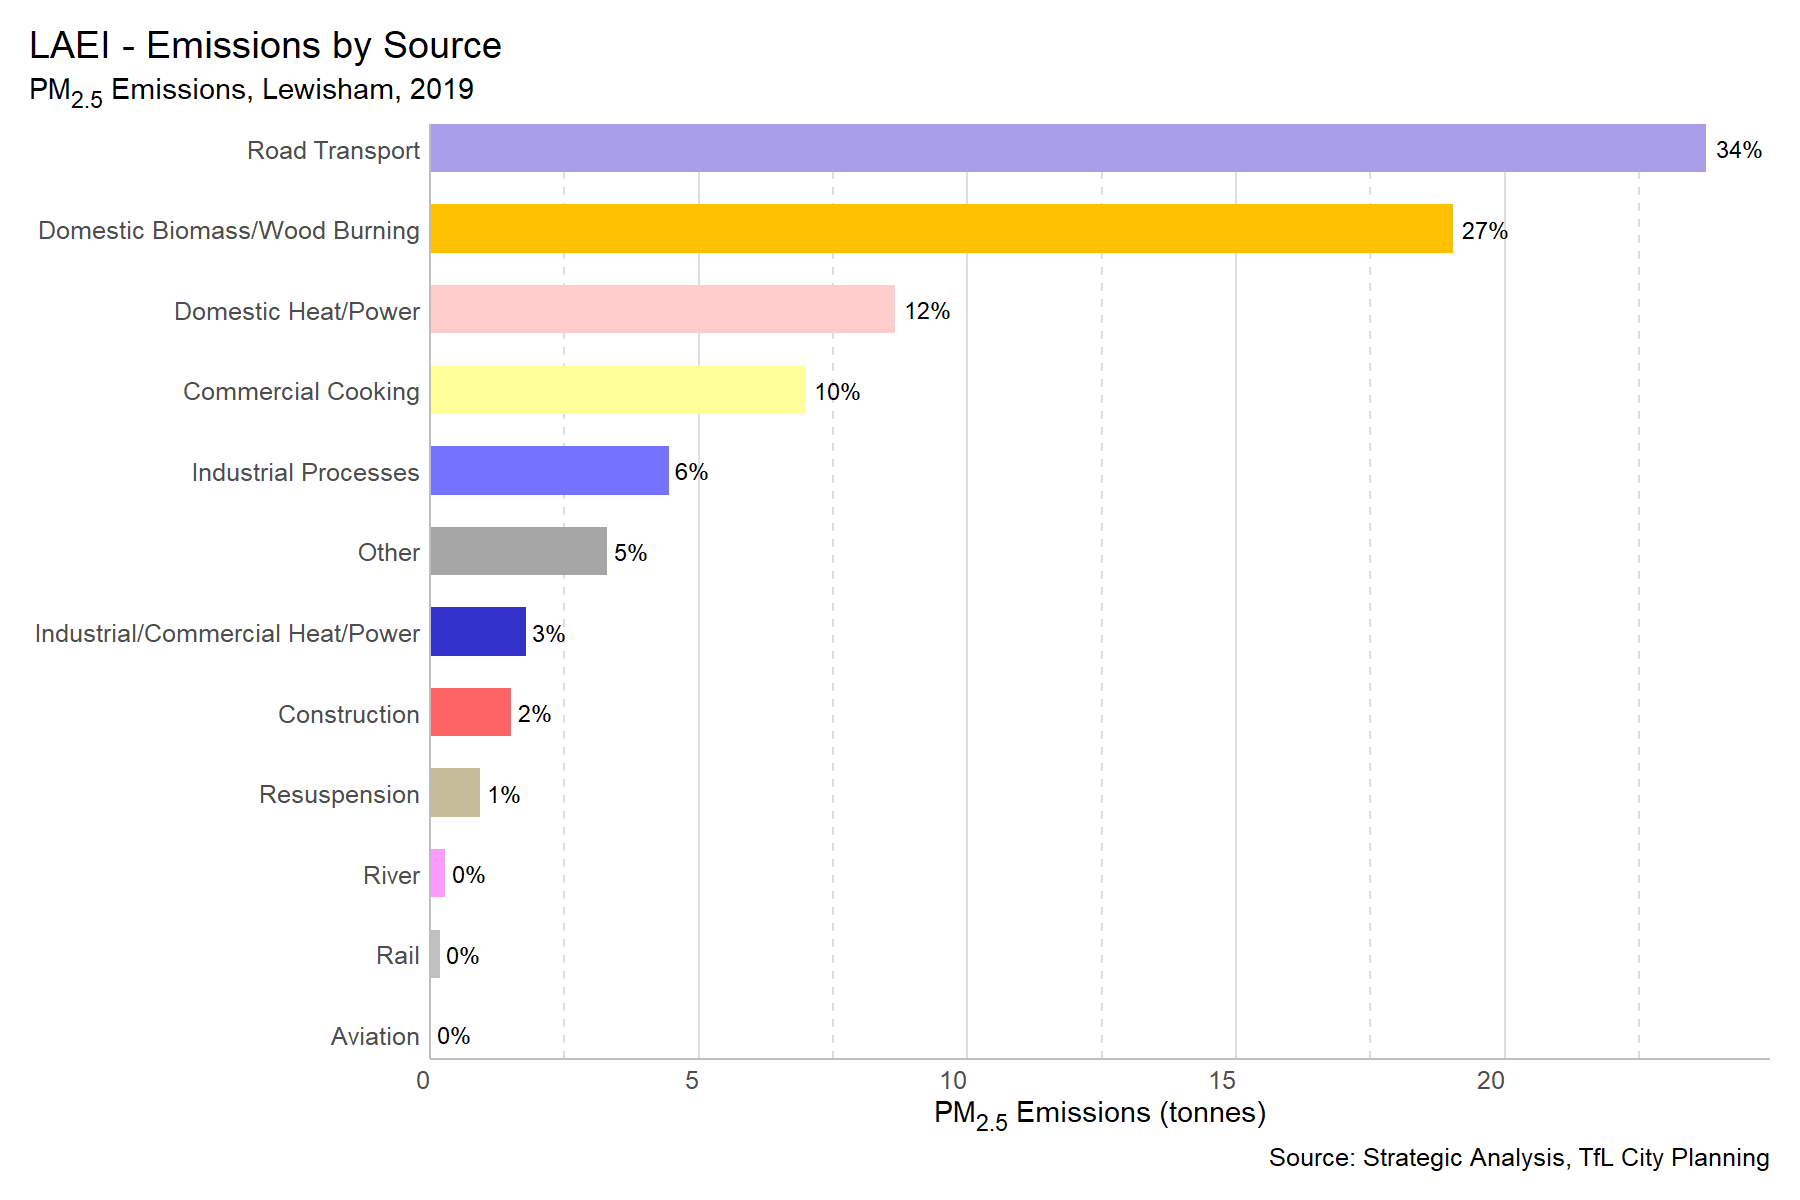 LAEI - Emissions by Source
PM2.5 Emissions, Lewisham, 2019
Road Transport 34%
Domestic Biomass/Wood Burning 27%
Domestic Heat/Power 12%
Commercial Cooking 10%
Industrial Processes 6%
Other 5%
Industrial/Commercial Heat/Power 3%
Construction 2%
Resuspension 1%
River 0%
Rail 0%
Aviation 0%
0 5 10 15 20
PM2.5 Emissions (tonnes)
Source: Strategic Analysis, TfL City Planning